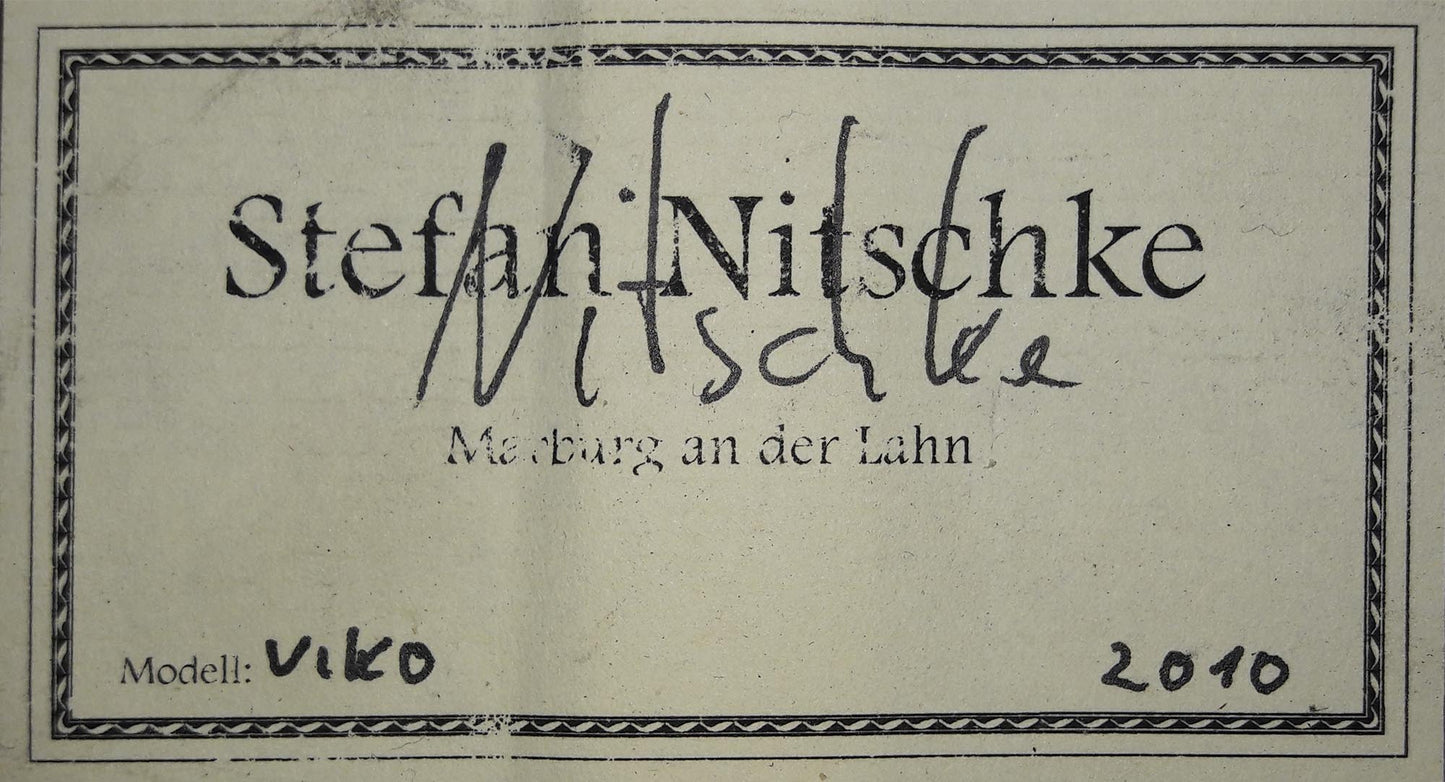 Stefan Nitschke
Nitschke
Marburg an der Lahn
Modell: VIKO
2010